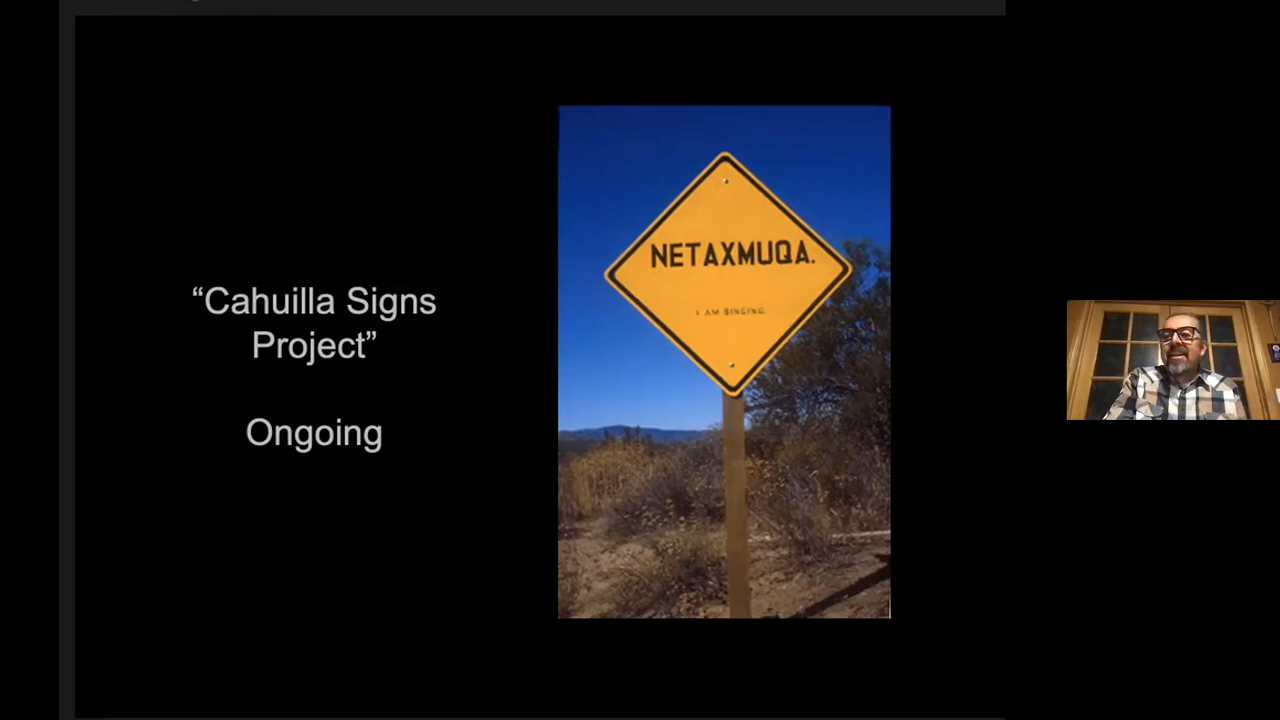 “Cahuilla Signs
Project”
Ongoing
NETAXMUQA.
I AM SINGING